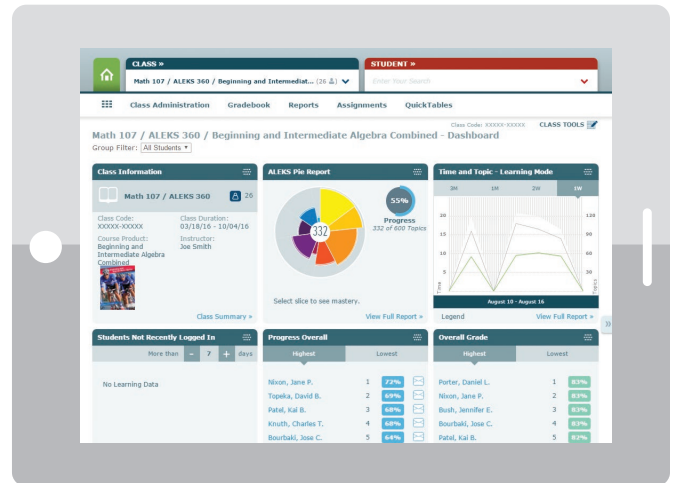 CLASS »
STUDENT »
Math 107 / ALEKS 360 / Beginning and Intermediat... (26 )
Enter Your Search
Class Administration Gradebook Reports Assignments QuickTables
Class Code: XXXXX-XXXXX CLASS TOOLS
Math 107 / ALEKS 360 / Beginning and Intermediate Algebra Combined - Dashboard
Group Filter: All Students
Class Information
Math 107 / ALEKS 360 26
Class Code: Class Duration:
XXXXX-XXXXX 03/18/16 - 10/04/16
Course Product: Instructor:
Beginning and Joe Smith
Intermediate Algebra
Combined
Class Summary »
ALEKS Pie Report
332
55%
Progress
332 of 600 Topics
Select slice to see mastery.
View Full Report »
Time and Topic - Learning Mode
3M 1M 2W 1W
20 120
15 90
10 60
5 30
Time Topics
August 10 - August 16
Legend View Full Report »
Students Not Recently Logged In
More than - 7 + days
No Learning Data
Progress Overall
Highest Lowest
Nixon, Jane P. 1 72%
Topeka, David B. 2 69%
Patel, Kai B. 3 68%
Knuth, Charles T. 4 68%
Bourbaki, Jose C. 5 64%
Overall Grade
Highest Lowest
Porter, Daniel L. 1 83%
Nixon, Jane P. 2 83%
Bush, Jennifer E. 3 83%
Bourbaki, Jose C. 4 83%
Patel, Kai B. 5 82%
»